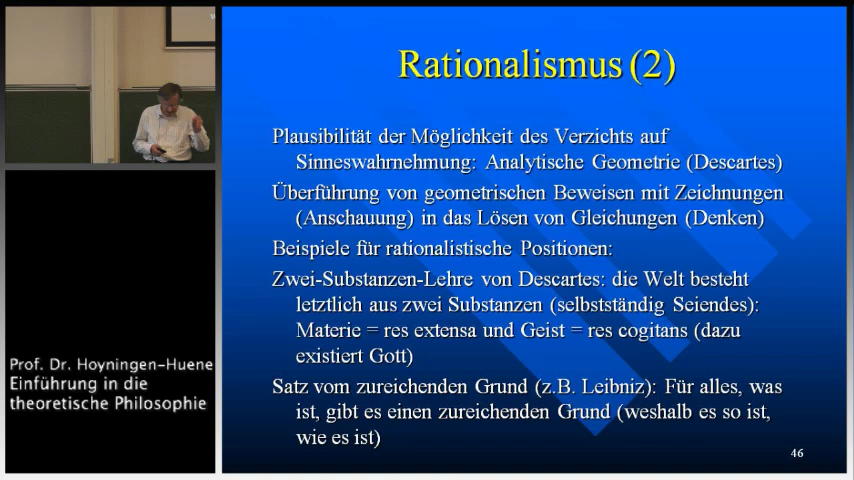 Rationalismus (2)
Plausibilität der Möglichkeit des Verzichts auf
Sinneswahrnehmung: Analytische Geometrie (Descartes)
Überführung von geometrischen Beweisen mit Zeichnungen
(Anschauung) in das Lösen von Gleichungen (Denken)
Beispiele für rationalistische Positionen:
Zwei-Substanzen-Lehre von Descartes: die Welt besteht
letztlich aus zwei Substanzen (selbstständig Seiendes):
Materie = res extensa und Geist = res cogitans (dazu
existiert Gott)
Satz vom zureichenden Grund (z.B. Leibniz): Für alles, was
ist, gibt es einen zureichenden Grund (weshalb es so ist,
wie es ist)
46
Prof. Dr. Hoyningen-Huene
Einführung in die
theoretische Philosophie